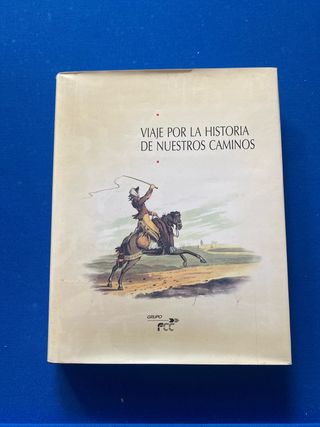 VIAJE POR LA HISTORIA
DE NUESTROS CAMINOS
GRUPO
FCC